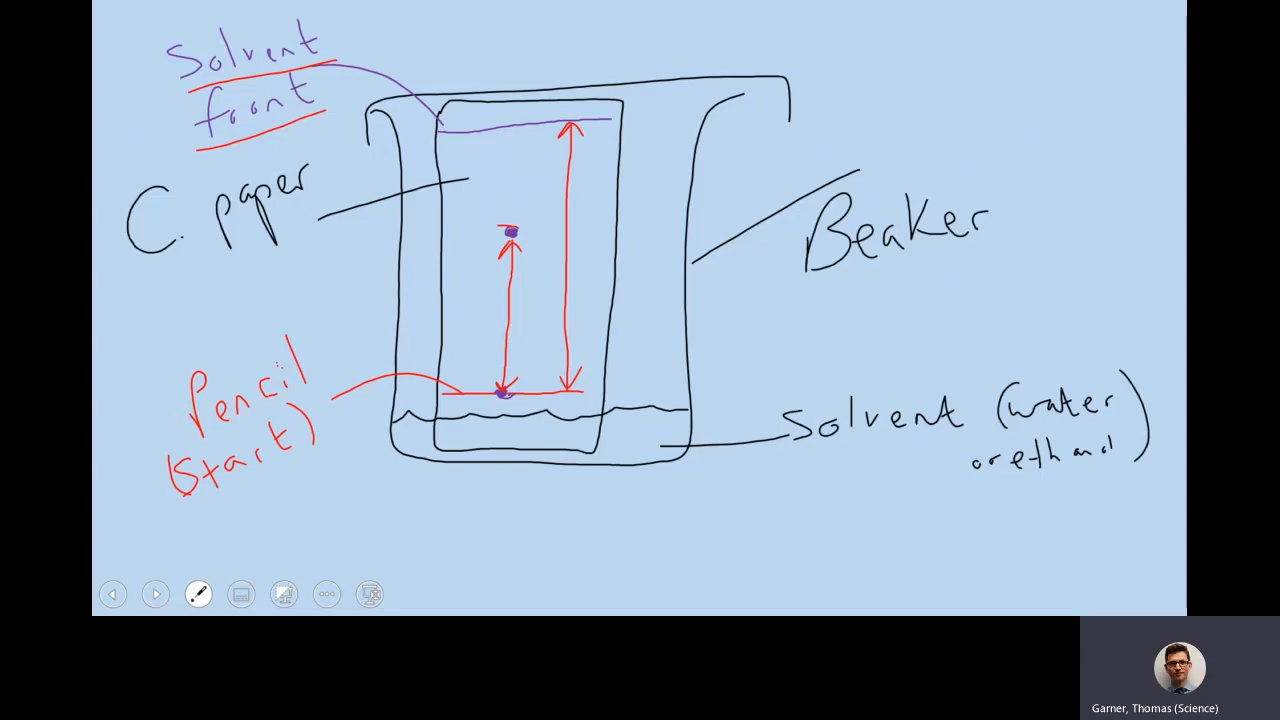 Solvent
front
C. paper
Beaker
Pencil
(start)
Solvent (water
or ethanol)
Garner, Thomas (Science)